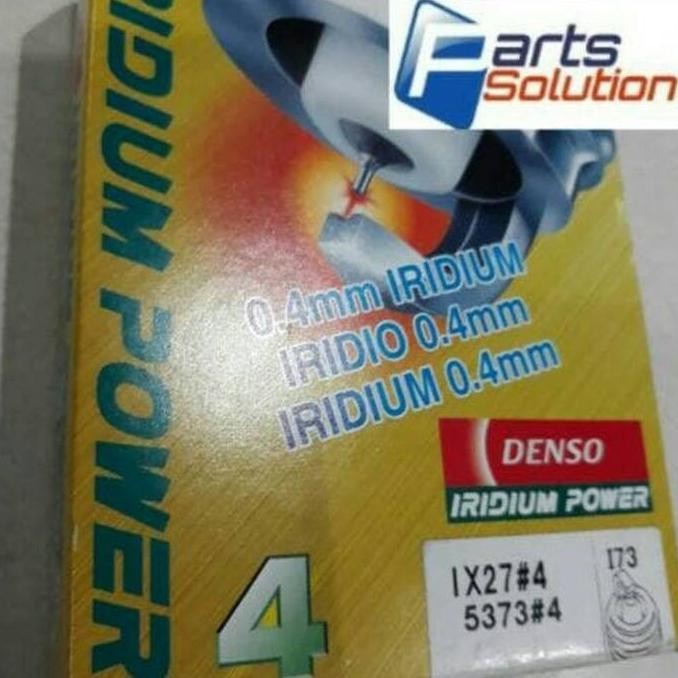 Parts
Solution
IRIDIUM POWER
0.4mm IRIDIUM
IRIDIO 0.4mm
IRIDIUM 0.4mm
DENSO
IRIDIUM POWER
4
IX27#4
5373#4
I73